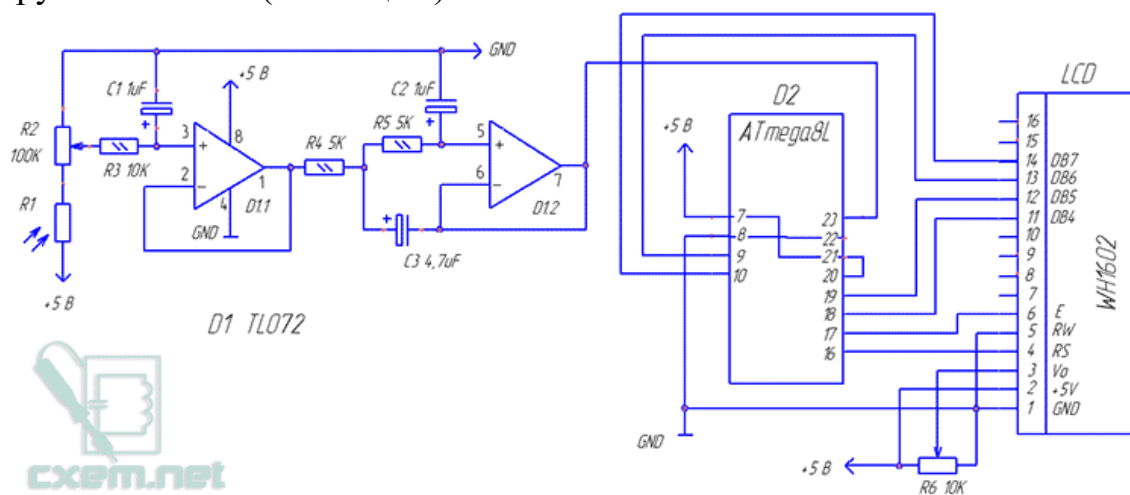 GND
LCD
+5 В
C1 1uF
C2 1uF
D2
ATmega8L
R2
100K
R3 10K
R4 5K
R5 5K
R1
3
2
8
4
1
+
−
D1.1
GND
5
6
7
+
−
D1.2
C3 4,7uF
+5 В
+5 В
D1 TL072
7
8
9
10
23
22
21
20
19
18
17
16
16
15
14 DB7
13 DB6
12 DB5
11 DB4
10
9
8
7
6 E
5 RW
4 RS
3 Vo
2 +5V
1 GND
WH1602
GND
+5 В
R6 10K
cxem.net